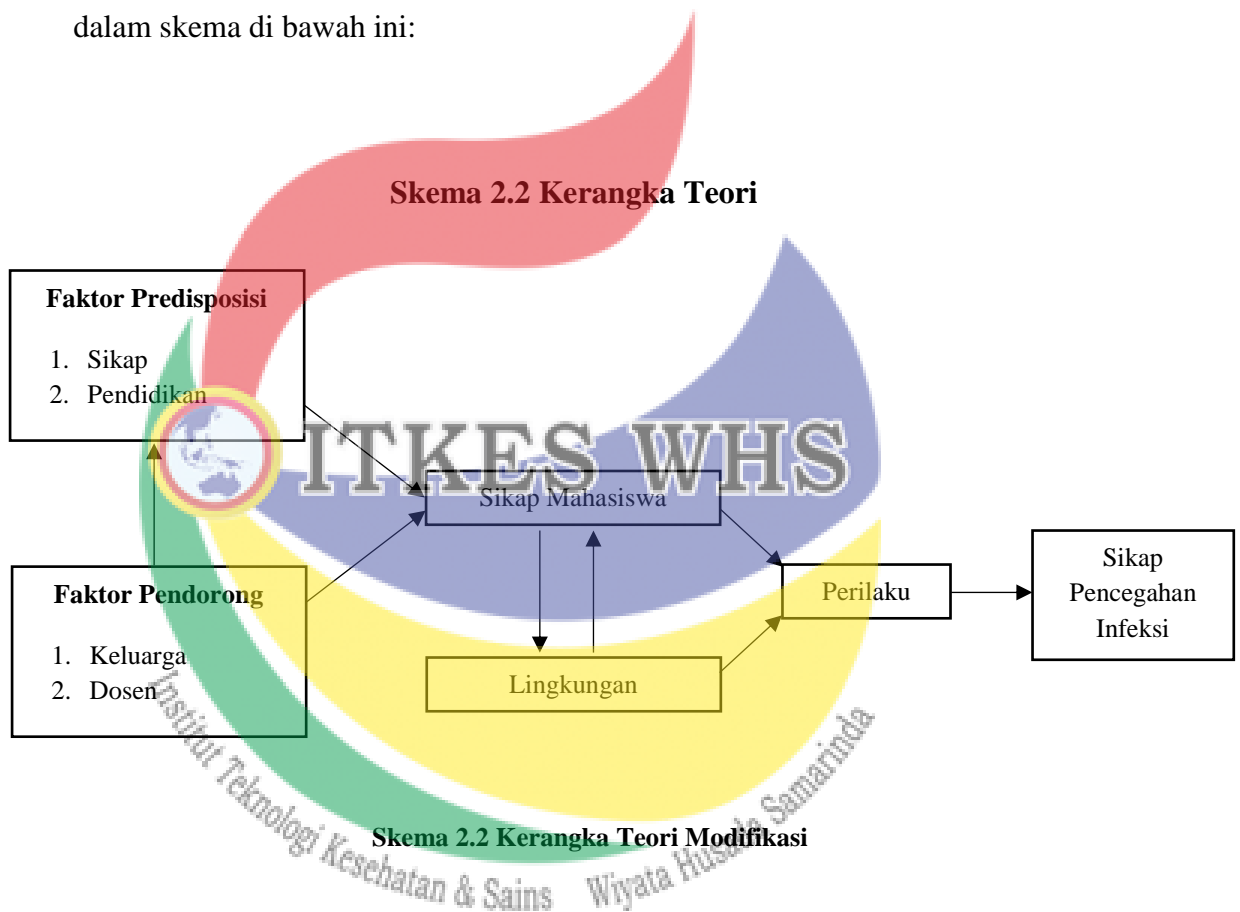 dalam skema di bawah ini:
Skema 2.2 Kerangka Teori
Faktor Predisposisi
1. Sikap
2. Pendidikan
ITKES WHS
Sikap Mahasiswa
Faktor Pendorong
1. Keluarga
2. Dosen
Lingkungan
Perilaku
Sikap
Pencegahan
Infeksi
Skema 2.2 Kerangka Teori Modifikasi
Institut Teknologi Kesehatan & Sains Wiyata Husada Samarinda